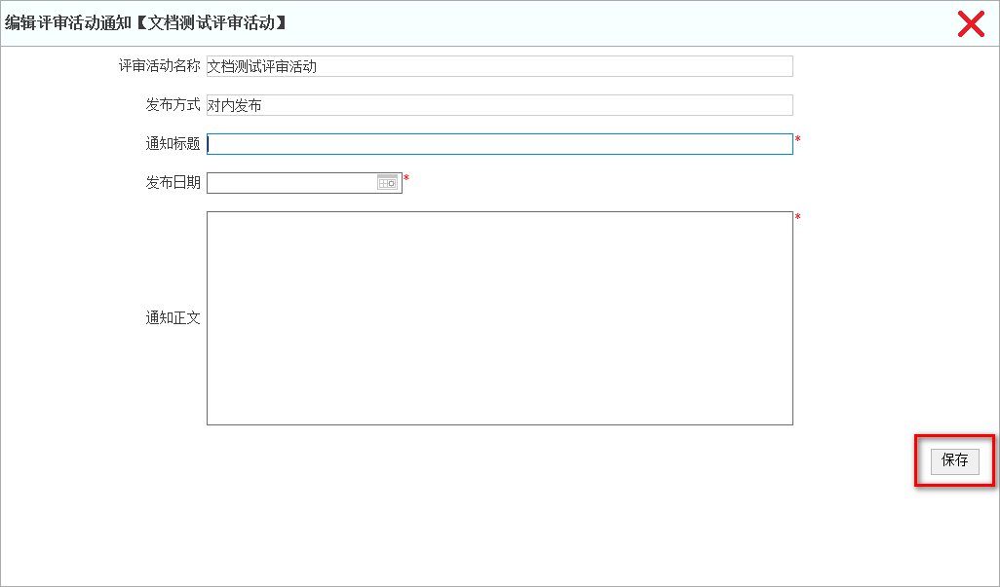 编辑评审活动通知【文档测试评审活动】
评审活动名称 文档测试评审活动
发布方式 对内发布
通知标题 *
发布日期 *
*
通知正文
保存